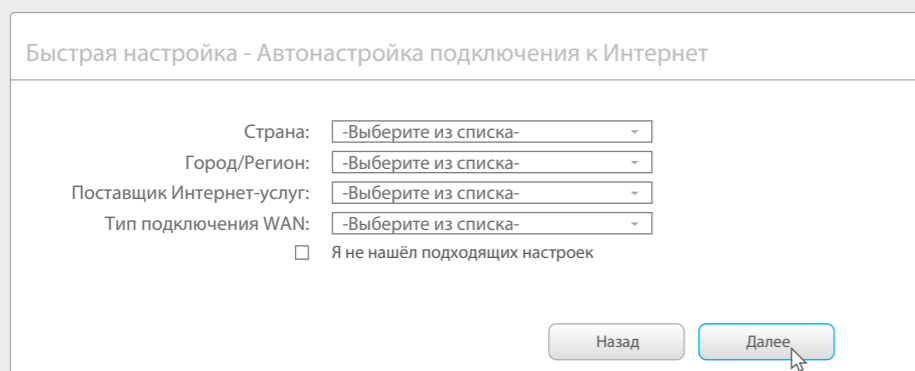 Быстрая настройка - Автонастройка подключения к Интернет
Страна: -Выберите из списка-
Город/Регион: -Выберите из списка-
Поставщик Интернет-услуг: -Выберите из списка-
Тип подключения WAN: -Выберите из списка-
Я не нашёл подходящих настроек
Назад Далее